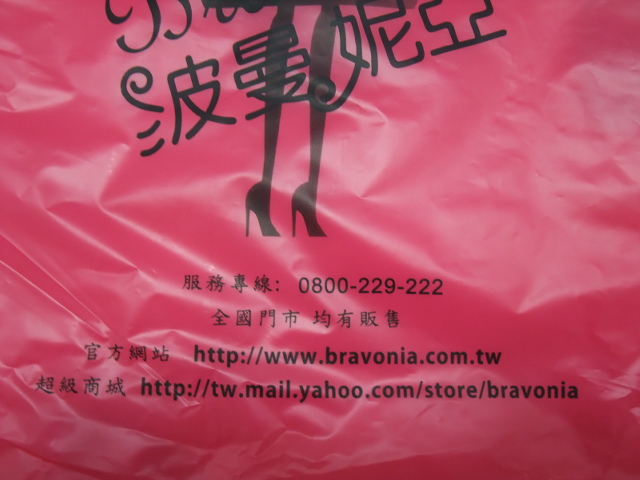 波曼妮亞
服務專線: 0800-229-222
全國門市 均有販售
官方網站 http://www.bravonia.com.tw
超級商城 http://tw.mail.yahoo.com/store/bravonia